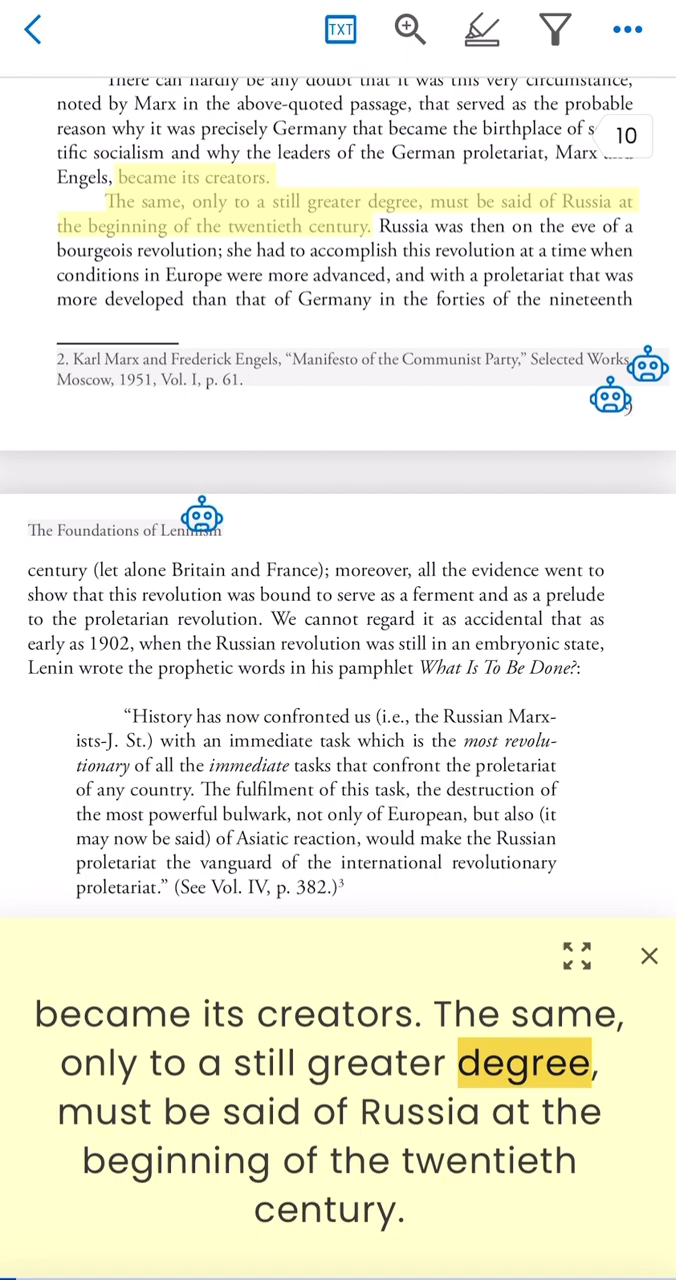 TXT
There can hardly be any doubt that it was this very circumstance,
noted by Marx in the above-quoted passage, that served as the probable
reason why it was precisely Germany that became the birthplace of s
10
tific socialism and why the leaders of the German proletariat, Marx
Engels, became its creators.
The same, only to a still greater degree, must be said of Russia at
the beginning of the twentieth century. Russia was then on the eve of a
bourgeois revolution; she had to accomplish this revolution at a time when
conditions in Europe were more advanced, and with a proletariat that was
more developed than that of Germany in the forties of the nineteenth
2. Karl Marx and Frederick Engels, “Manifesto of the Communist Party,” Selected Works,
Moscow, 1951, Vol. I, p. 61.
The Foundations of Leninism
century (let alone Britain and France); moreover, all the evidence went to
show that this revolution was bound to serve as a ferment and as a prelude
to the proletarian revolution. We cannot regard it as accidental that as
early as 1902, when the Russian revolution was still in an embryonic state,
Lenin wrote the prophetic words in his pamphlet What Is To Be Done?:
“History has now confronted us (i.e., the Russian Marx-
ists-J. St.) with an immediate task which is the most revolu-
tionary of all the immediate tasks that confront the proletariat
of any country. The fulfilment of this task, the destruction of
the most powerful bulwark, not only of European, but also (it
may now be said) of Asiatic reaction, would make the Russian
proletariat the vanguard of the international revolutionary
proletariat.” (See Vol. IV, p. 382.)³
became its creators. The same,
only to a still greater degree,
must be said of Russia at the
beginning of the twentieth
century.